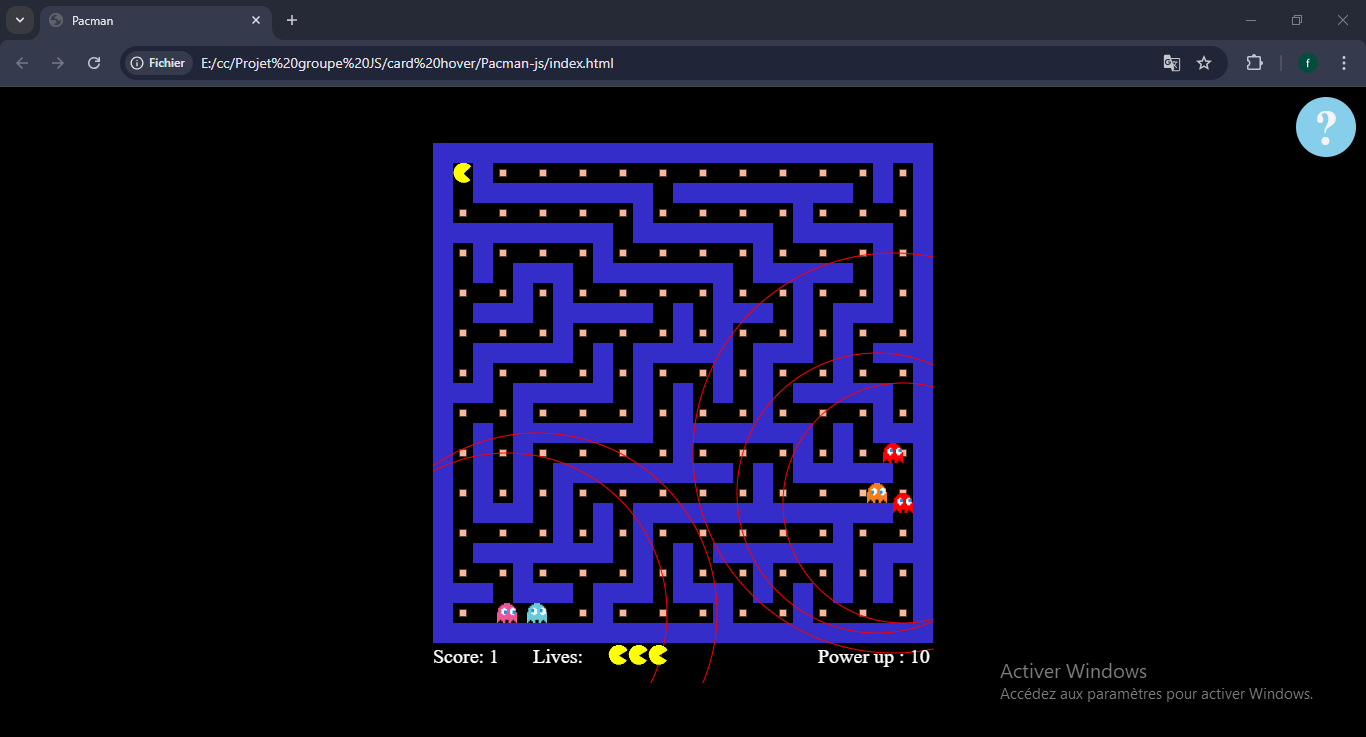 Pacman
Fichier
E:/cc/Projet%20groupe%20JS/card%20hover/Pacman-js/index.html
f
?
Score: 1 Lives: Power up : 10
Activer Windows
Accédez aux paramètres pour activer Windows.